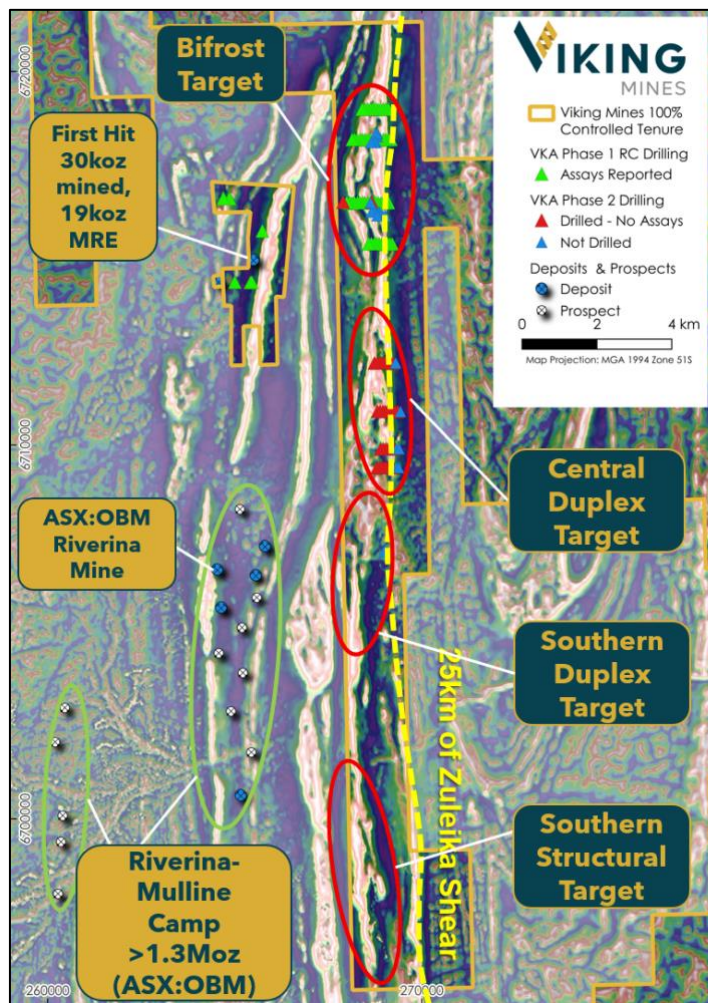 6720000
Bifrost
Target
First Hit
30koz
mined,
19koz
MRE
VIKING
MINES
Viking Mines 100%
Controlled Tenure
VKA Phase 1 RC Drilling
Assays Reported
VKA Phase 2 Drilling
Drilled - No Assays
Not Drilled
Deposits & Prospects
Deposit
Prospect
0 2 4 km
Map Projection: MGA 1994 Zone 51S
6710000
Central
Duplex
Target
ASX:OBM
Riverina
Mine
Southern
Duplex
Target
25km of Zuleika Shear
6700000
Southern
Structural
Target
Riverina-
Mulline
Camp
>1.3Moz
(ASX:OBM)
260000
270000